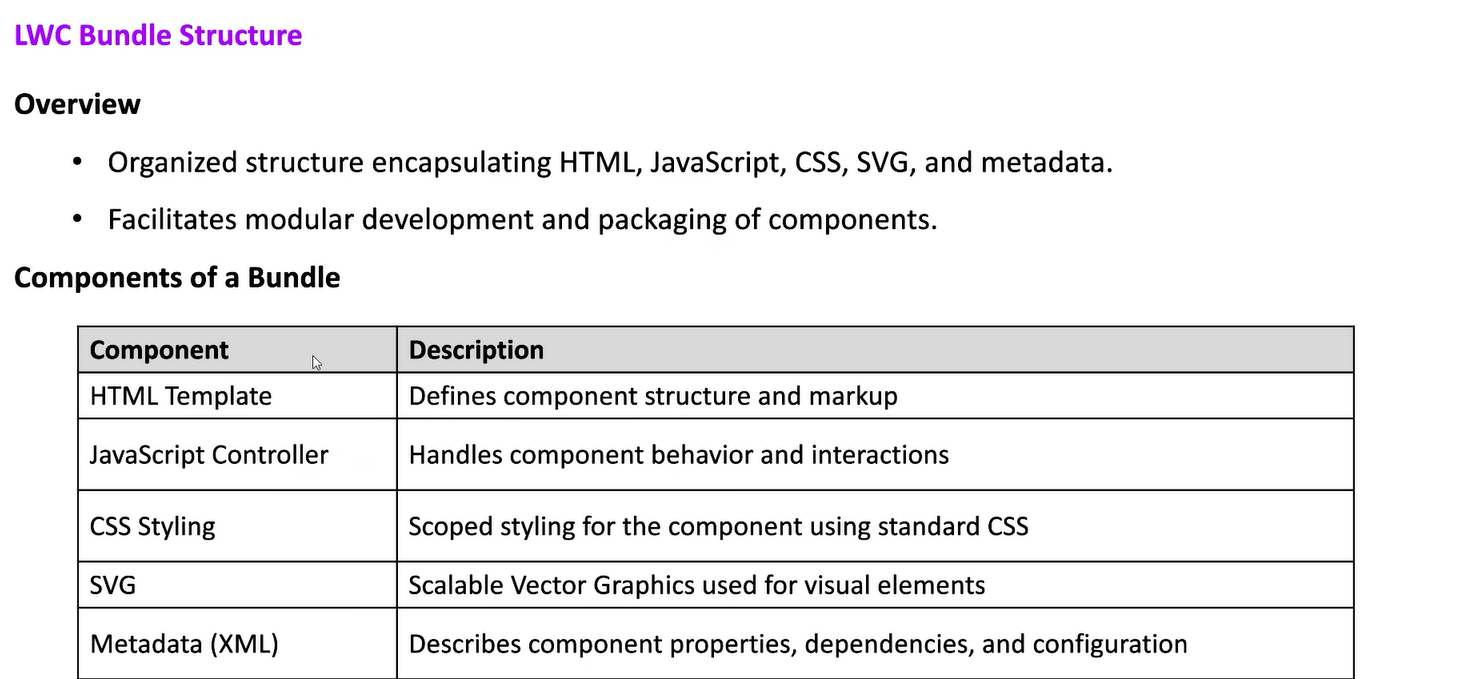 LWC Bundle Structure
Overview
• Organized structure encapsulating HTML, JavaScript, CSS, SVG, and metadata.
• Facilitates modular development and packaging of components.
Components of a Bundle
Component Description
HTML Template Defines component structure and markup
JavaScript Controller Handles component behavior and interactions
CSS Styling Scoped styling for the component using standard CSS
SVG Scalable Vector Graphics used for visual elements
Metadata (XML) Describes component properties, dependencies, and configuration